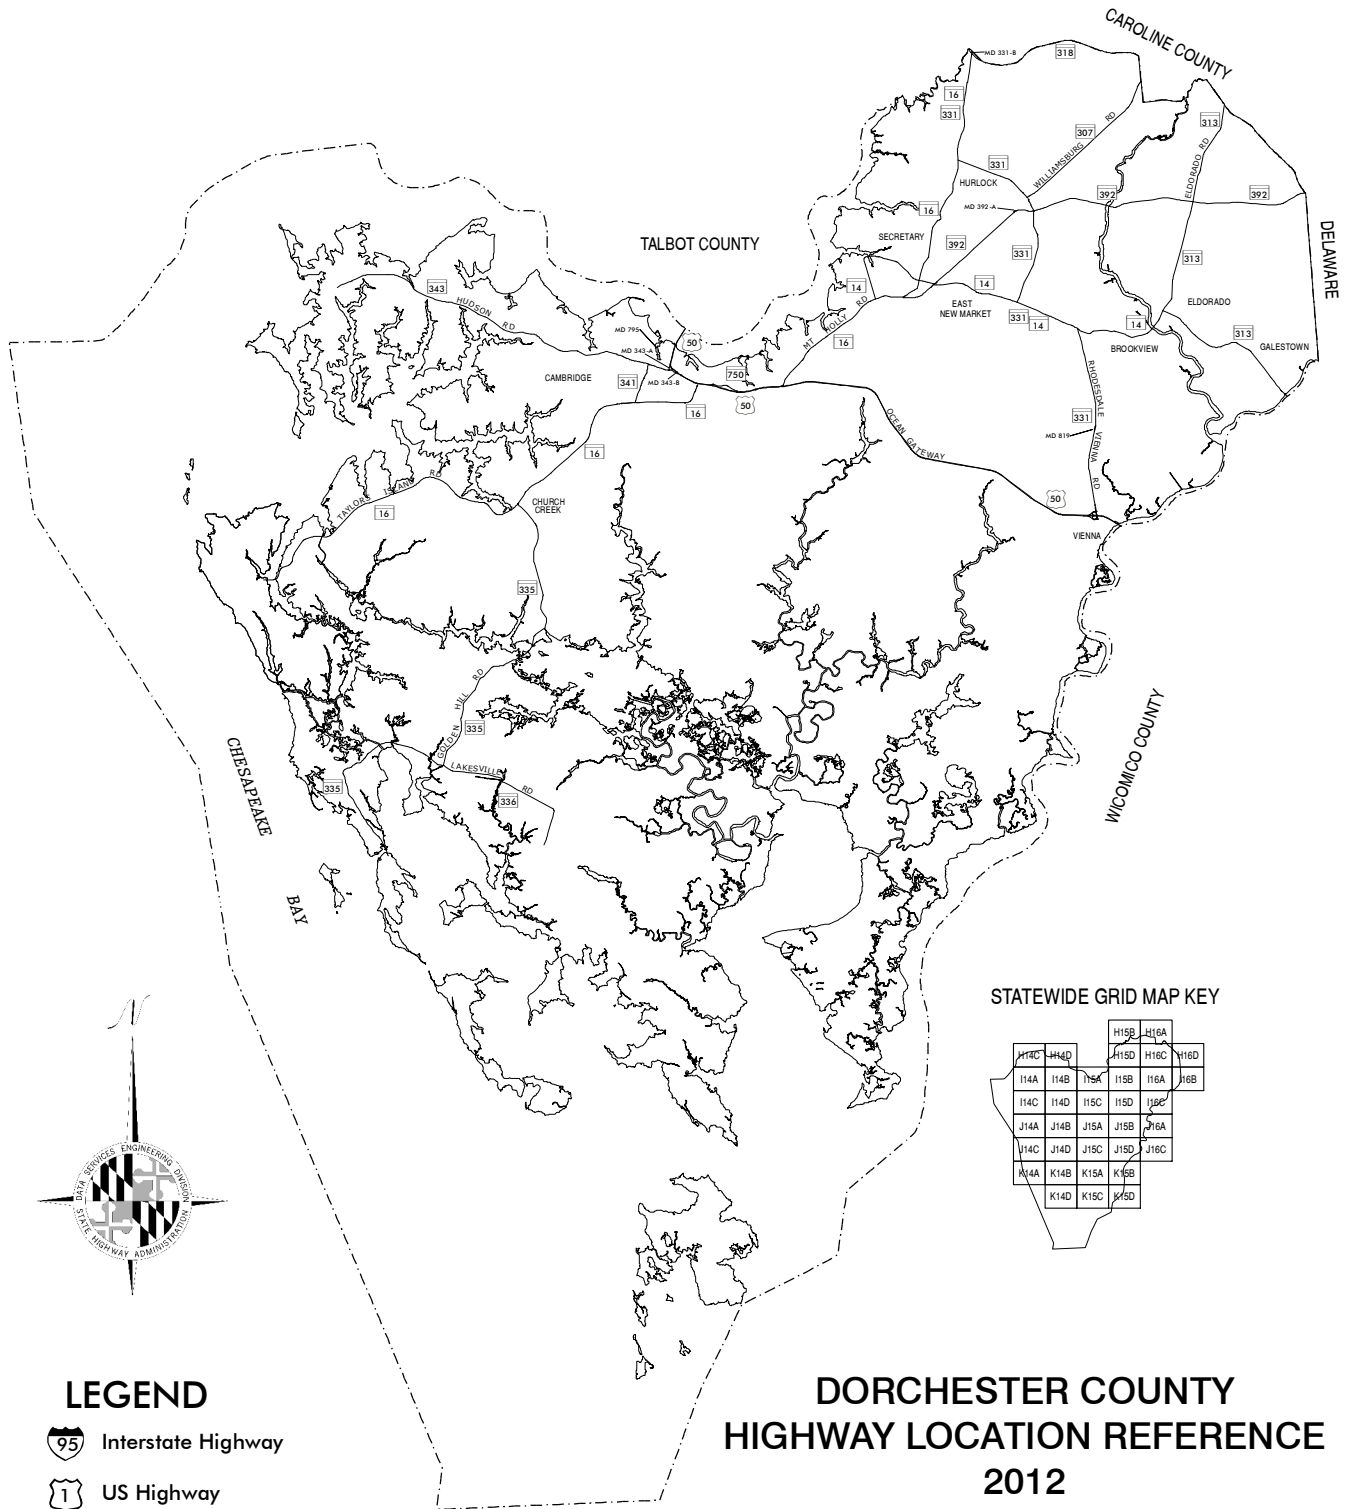 CAROLINE COUNTY
MD 331-B
318
16
331
313
307
WILLIAMSBURG RD
ELDORADO RD
331
HURLOCK
392
392
MD 392-A
16
DELAWARE
SECRETARY
392
TALBOT COUNTY
331
313
343
14
14
HUDSON RD
MT HOLLY RD
EAST
NEW MARKET
ELDORADO
331
14
14
313
MD 795
50
16
BROOKVIEW
GALESTOWN
MD 343-A
750
CAMBRIDGE
341
MD 343-B
RHODESDALE VIENNA RD
16
50
OCEAN GATEWAY
331
MD 819
16
TAYLORS ISLAND RD
16
CHURCH
CREEK
50
VIENNA
335
GOLDEN HILL RD
335
WICOMICO COUNTY
CHESAPEAKE
BAY
LAKESVILLE RD
335
336
STATEWIDE GRID MAP KEY
H15B H16A
H14C H14D H15D H16C H16D
I14A I14B I15A I15B I16A I16B
I14C I14D I15C I15D I16C
J14A J14B J15A J15B J16A
J14C J14D J15C J15D J16C
K14A K14B K15A K15B
K14D K15C K15D
DATA SERVICES ENGINEERING DIVISION
STATE HIGHWAY ADMINISTRATION
LEGEND
95 Interstate Highway
1 US Highway
DORCHESTER COUNTY
HIGHWAY LOCATION REFERENCE
2012